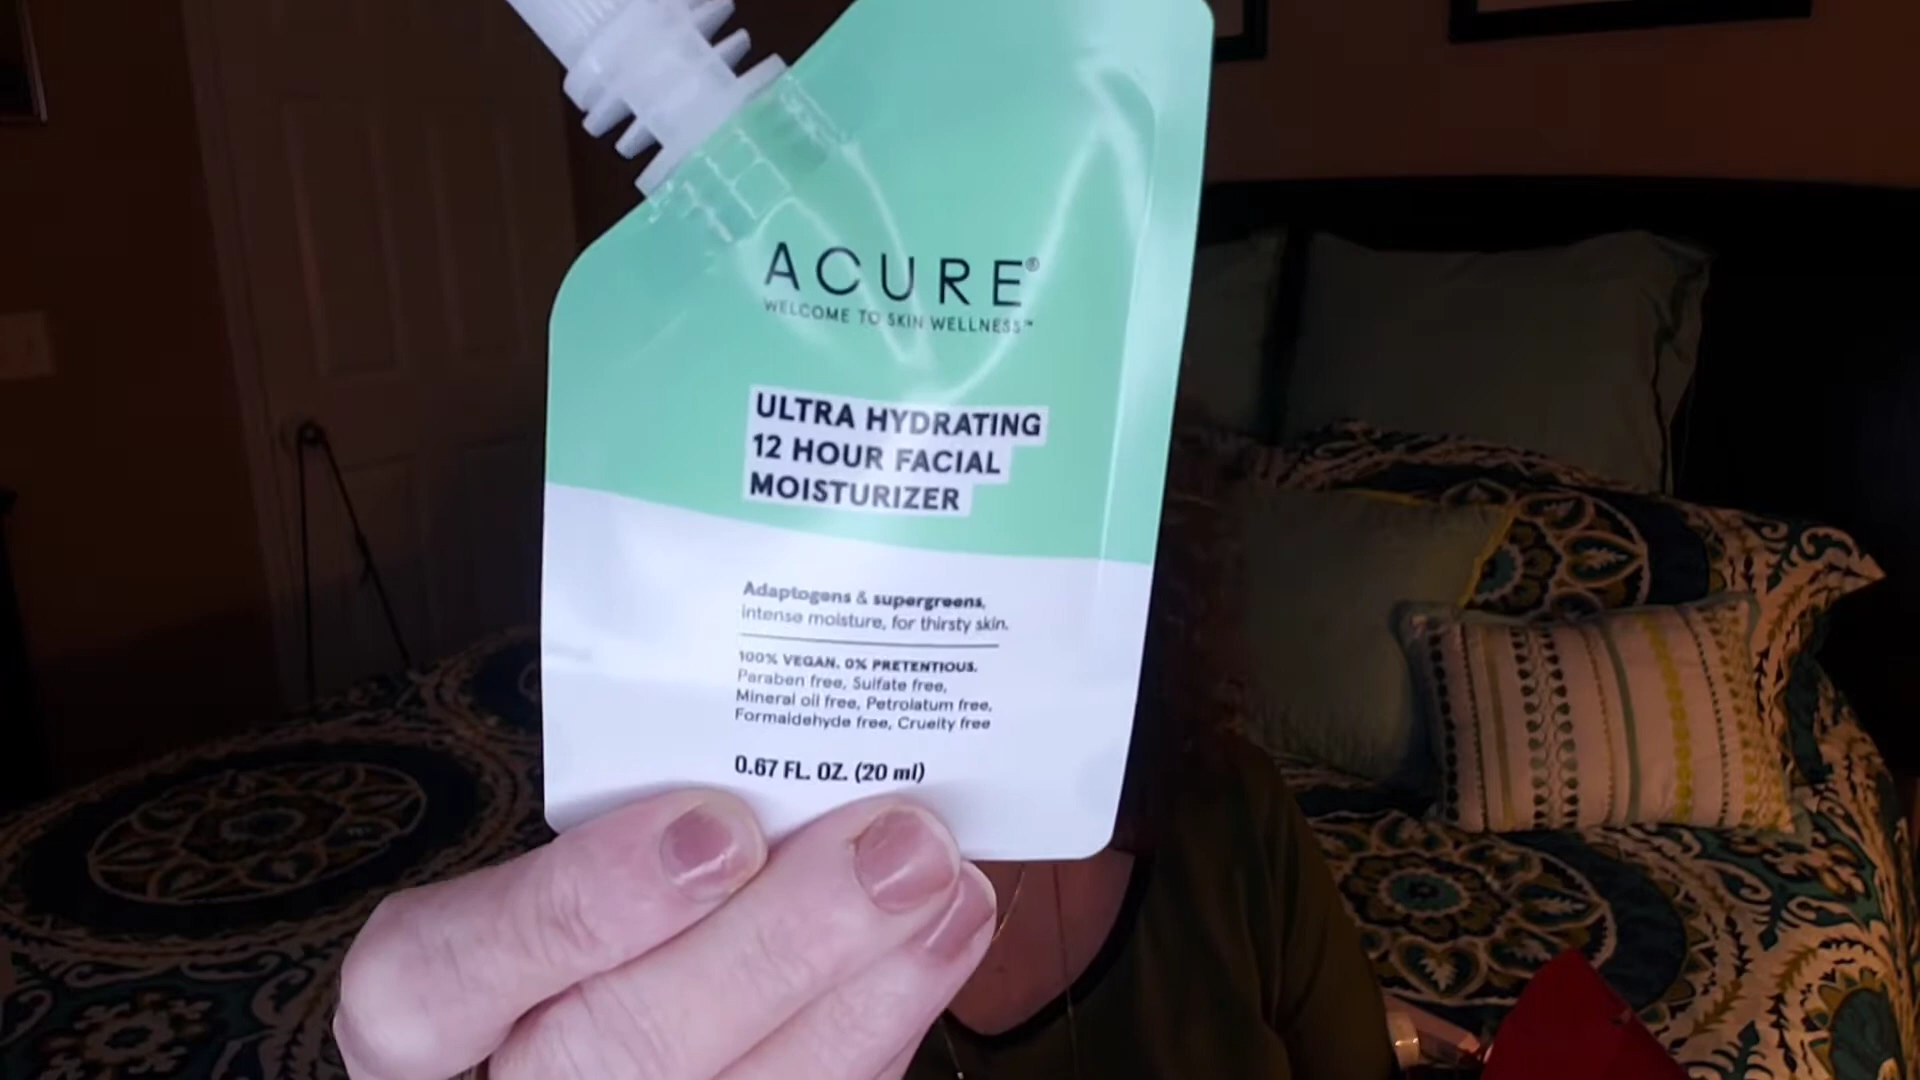 ACURE®
WELCOME TO SKIN WELLNESS™
ULTRA HYDRATING
12 HOUR FACIAL
MOISTURIZER
Adaptogens & supergreens,
intense moisture, for thirsty skin.
100% VEGAN. 0% PRETENTIOUS.
Paraben free, Sulfate free,
Mineral oil free, Petrolatum free,
Formaldehyde free, Cruelty free
0.67 FL. OZ. (20 ml)